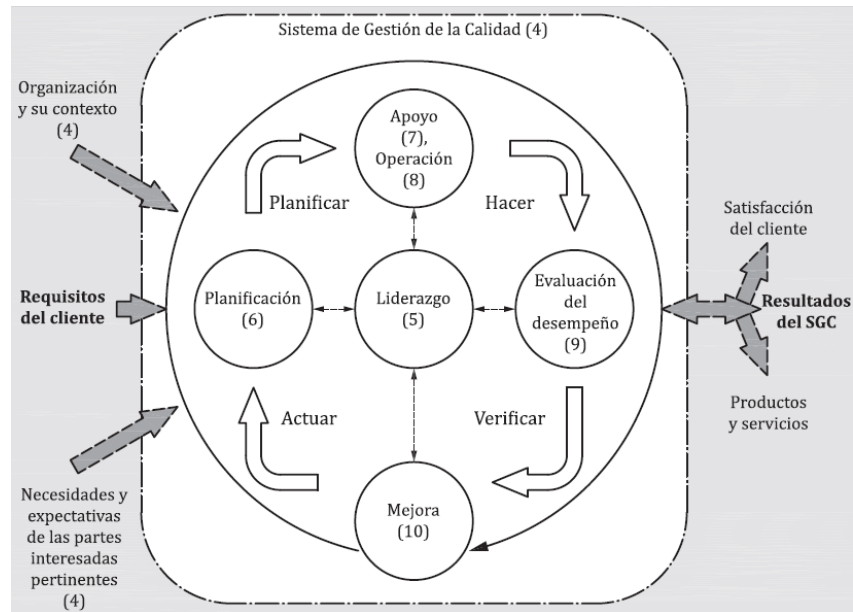 Sistema de Gestión de la Calidad (4)
Organización
y su contexto
(4)
Apoyo
(7),
Operación
(8)
Planificar
Hacer
Satisfacción
del cliente
Requisitos
del cliente
Planificación
(6)
Liderazgo
(5)
Evaluación
del
desempeño
(9)
Resultados
del SGC
Actuar
Verificar
Productos
y servicios
Necesidades y
expectativas
de las partes
interesadas
pertinentes
(4)
Mejora
(10)